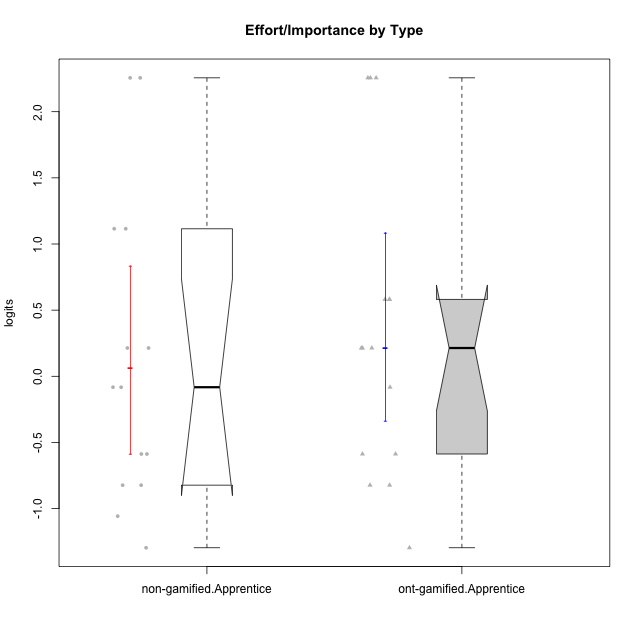 Effort/Importance by Type
logits
2.0
1.5
1.0
0.5
0.0
-0.5
-1.0
non-gamified.Apprentice
ont-gamified.Apprentice